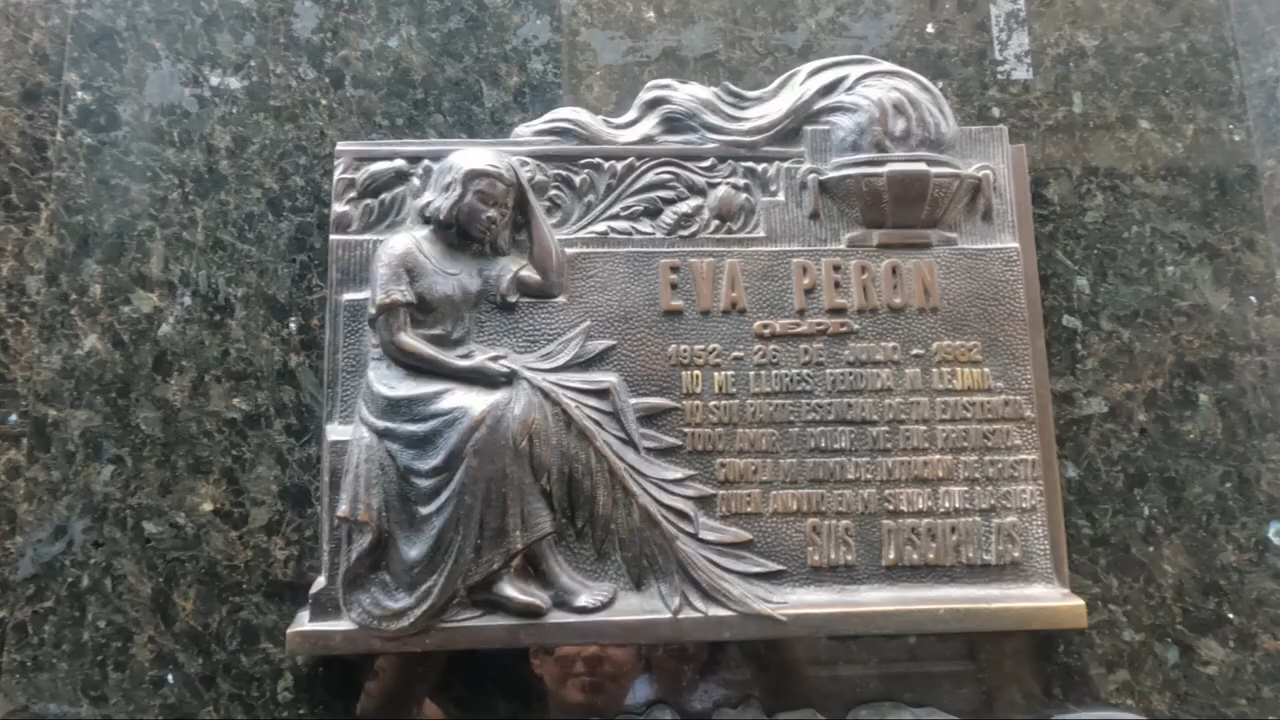 EVA PERON
Q.E.P.D.
1952 - 26 DE JULIO - 1982
NO ME LLORES PERDIDA NI LEJANA.
YO SOY PARTE ESENCIAL DE TU EXISTENCIA.
TODO AMOR Y DOLOR ME FUE PREVISTO.
CUMPLI MI HUMILDE IMITACION DE CRISTO
QUIEN ANDUVO EN MI SENDA QUE LA SIGA
SUS DISCIPULAS